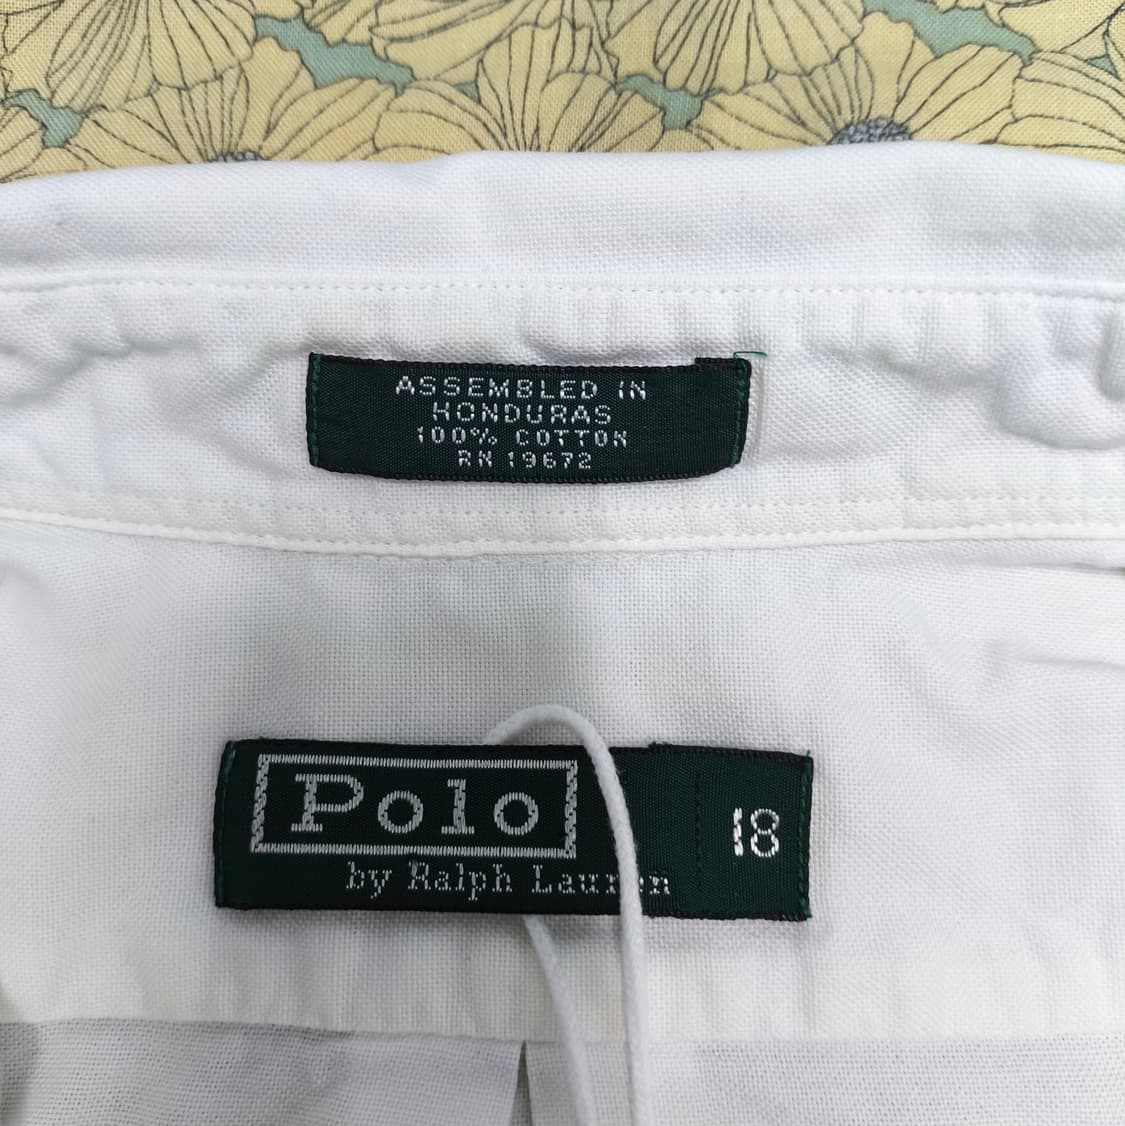 ASSEMBLED IN
HONDURAS
100% COTTON
RN 19672
Polo
18
by Ralph Lauren